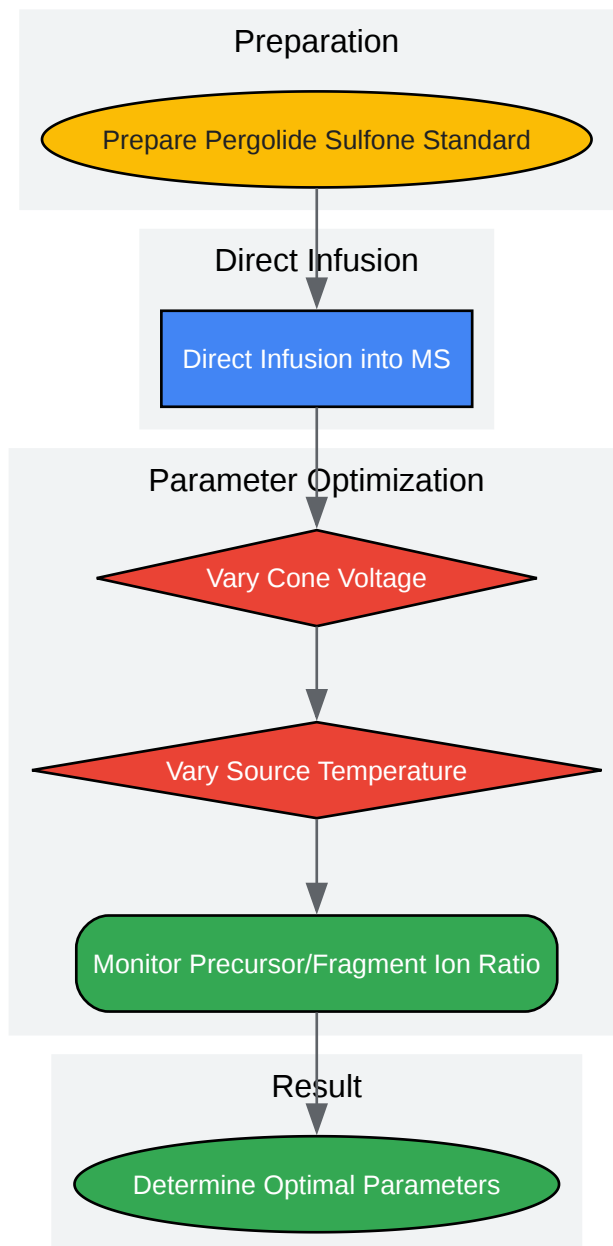 Preparation
Prepare Pergolide Sulfone Standard
Direct Infusion
Direct Infusion into MS
Parameter Optimization
Vary Cone Voltage
Vary Source Temperature
Monitor Precursor/Fragment Ion Ratio
Result
Determine Optimal Parameters